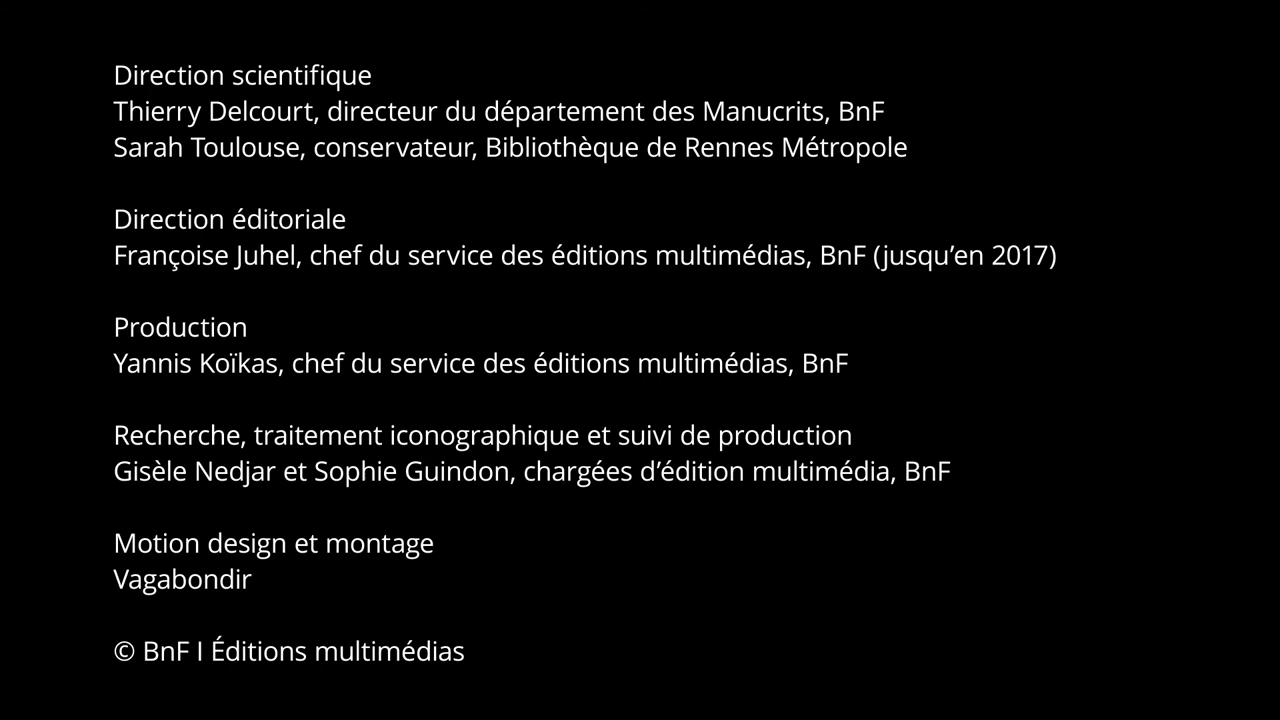 Direction scientifique
Thierry Delcourt, directeur du département des Manucrits, BnF
Sarah Toulouse, conservateur, Bibliothèque de Rennes Métropole
Direction éditoriale
Françoise Juhel, chef du service des éditions multimédias, BnF (jusqu’en 2017)
Production
Yannis Koïkas, chef du service des éditions multimédias, BnF
Recherche, traitement iconographique et suivi de production
Gisèle Nedjar et Sophie Guindon, chargées d’édition multimédia, BnF
Motion design et montage
Vagabondir
© BnF I Éditions multimédias